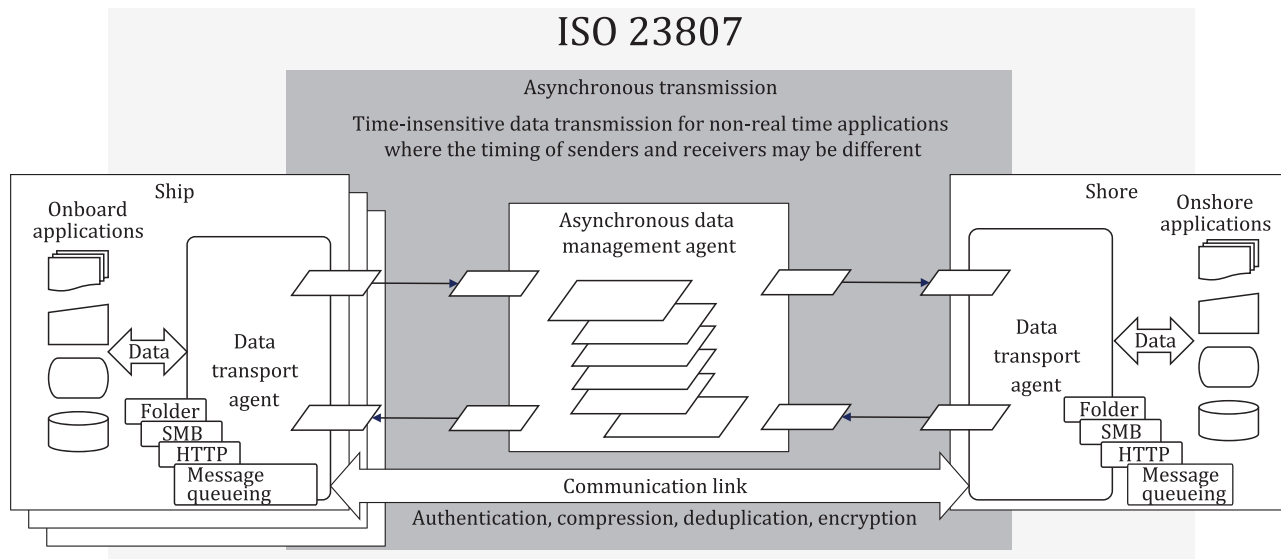 ISO 23807
Asynchronous transmission
Time-insensitive data transmission for non-real time applications
where the timing of senders and receivers may be different
Ship
Onboard
applications
Data
Data
transport
agent
Folder
SMB
HTTP
Message
queueing
Asynchronous data
management agent
Shore
Onshore
applications
Data
transport
agent
Data
Folder
SMB
HTTP
Message
queueing
Communication link
Authentication, compression, deduplication, encryption